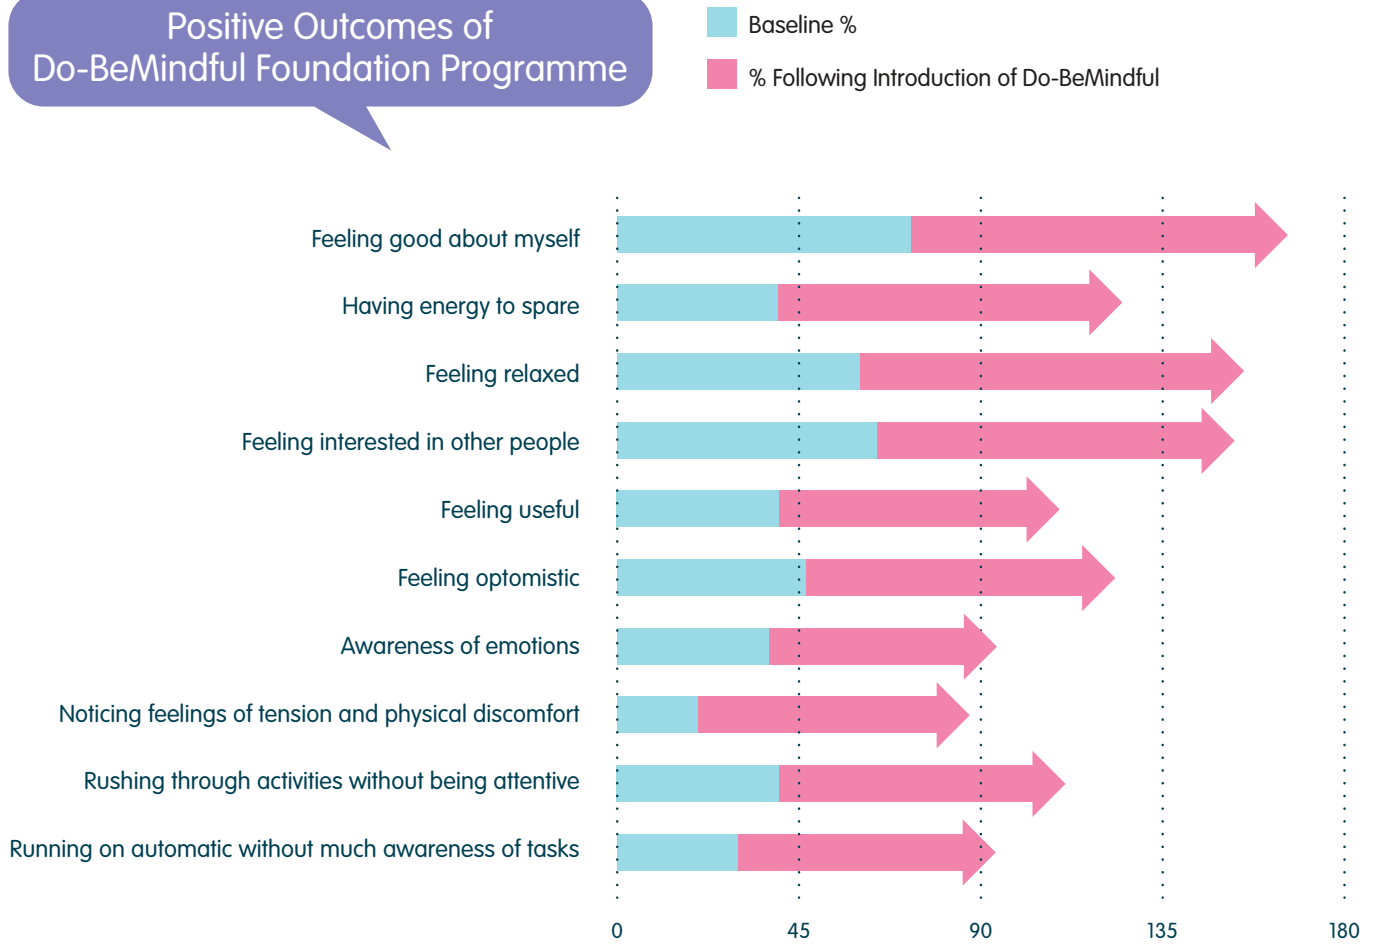 Positive Outcomes of
Do-BeMindful Foundation Programme
Baseline %
% Following Introduction of Do-BeMindful
Feeling good about myself
Having energy to spare
Feeling relaxed
Feeling interested in other people
Feeling useful
Feeling optomistic
Awareness of emotions
Noticing feelings of tension and physical discomfort
Rushing through activities without being attentive
Running on automatic without much awareness of tasks
0 45 90 135 180